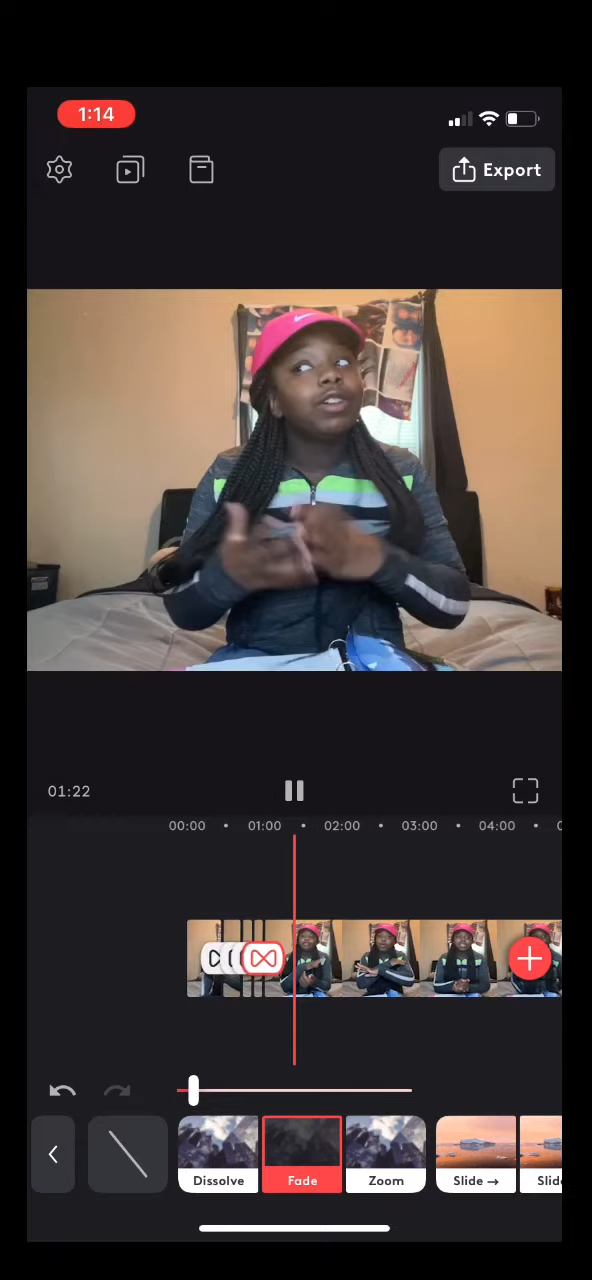 1:14
Export
01:22
00:00 • 01:00 • 02:00 • 03:00 • 04:00 •
Dissolve Fade Zoom Slide →